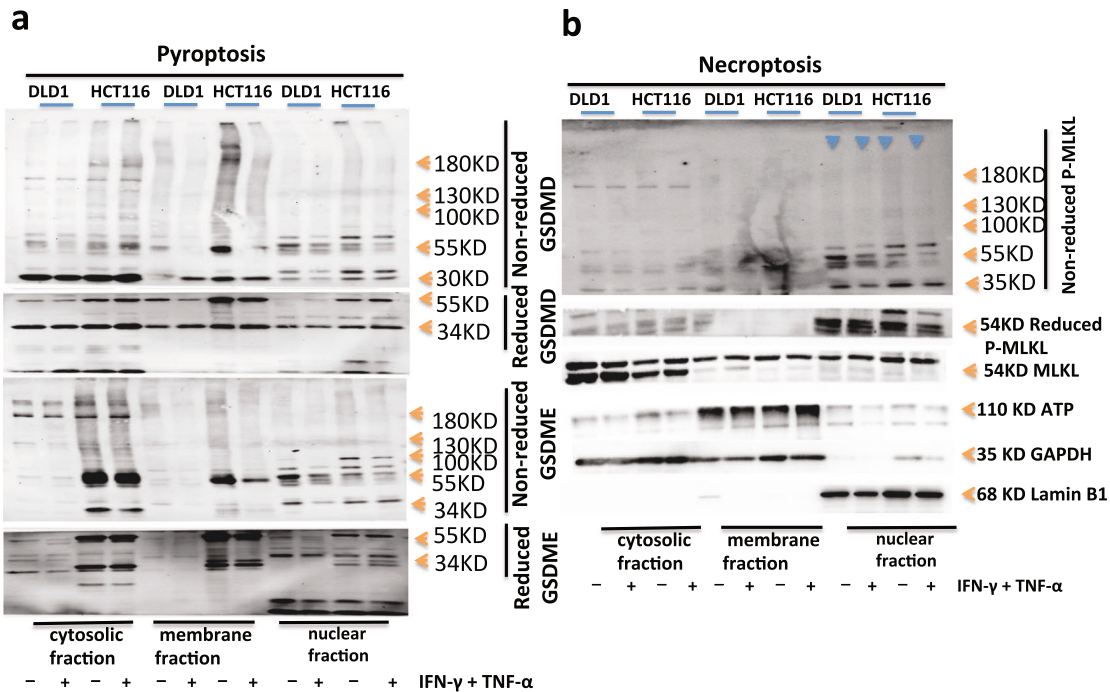 a
Pyroptosis
DLD1 HCT116 DLD1 HCT116 DLD1 HCT116
180KD
130KD
100KD
55KD
30KD
Non-reduced
GSDMD
55KD
34KD
Reduced
GSDMD
180KD
130KD
100KD
55KD
34KD
Non-reduced
GSDME
55KD
34KD
Reduced
GSDME
cytosolic fraction
membrane fraction
nuclear fraction
− + − + − + − + − + − + IFN-γ + TNF-α
b
Necroptosis
DLD1 HCT116 DLD1 HCT116 DLD1 HCT116
180KD
130KD
100KD
55KD
35KD
Non-reduced P-MLKL
54KD Reduced
P-MLKL
54KD MLKL
110 KD ATP
35 KD GAPDH
68 KD Lamin B1
cytosolic fraction
membrane fraction
nuclear fraction
− + − + − + − + − + − + IFN-γ + TNF-α